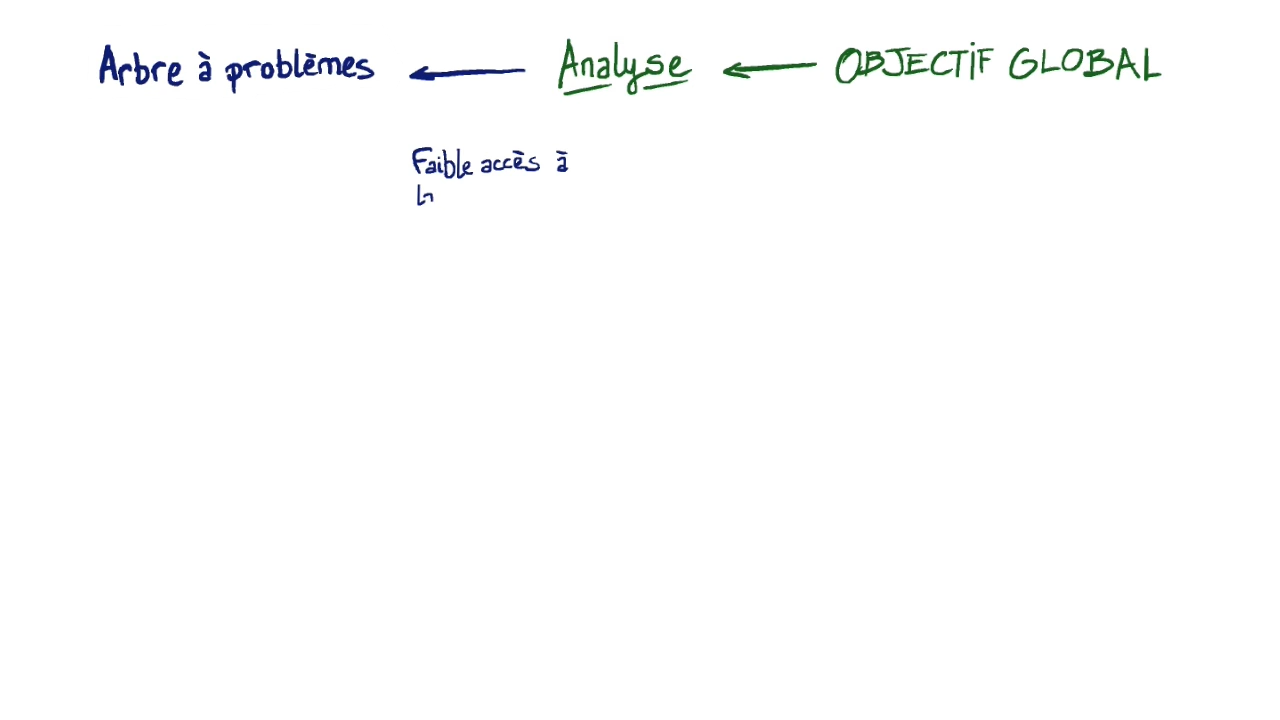 Arbre à problèmes ← Analyse ← OBJECTIF GLOBAL
Faible accès à